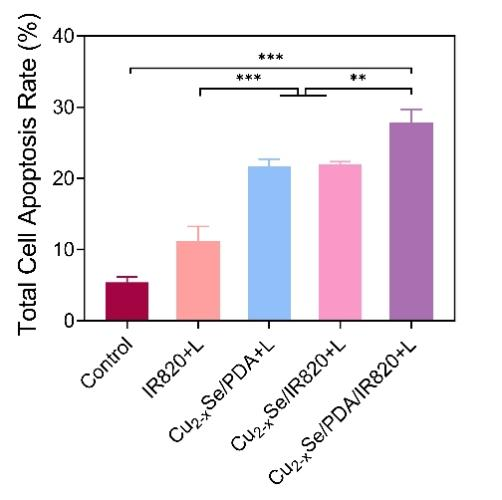 Total Cell Apoptosis Rate (%)
40
30
20
10
0
***
***
**
Control
IR820+L
Cu₂₋ₓSe/PDA+L
Cu₂₋ₓSe/IR820+L
Cu₂₋ₓSe/PDA/IR820+L